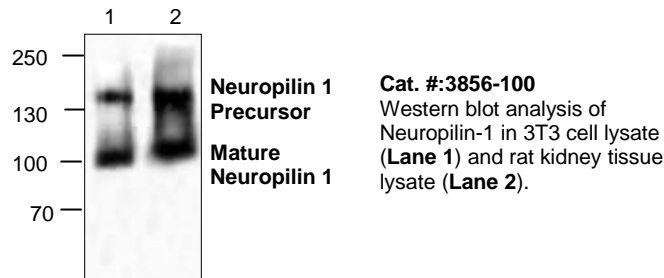 1 2
250
130
100
70
Neuropilin 1
Precursor
Mature
Neuropilin 1
Cat. #:3856-100
Western blot analysis of
Neuropilin-1 in 3T3 cell lysate
(Lane 1) and rat kidney tissue
lysate (Lane 2).